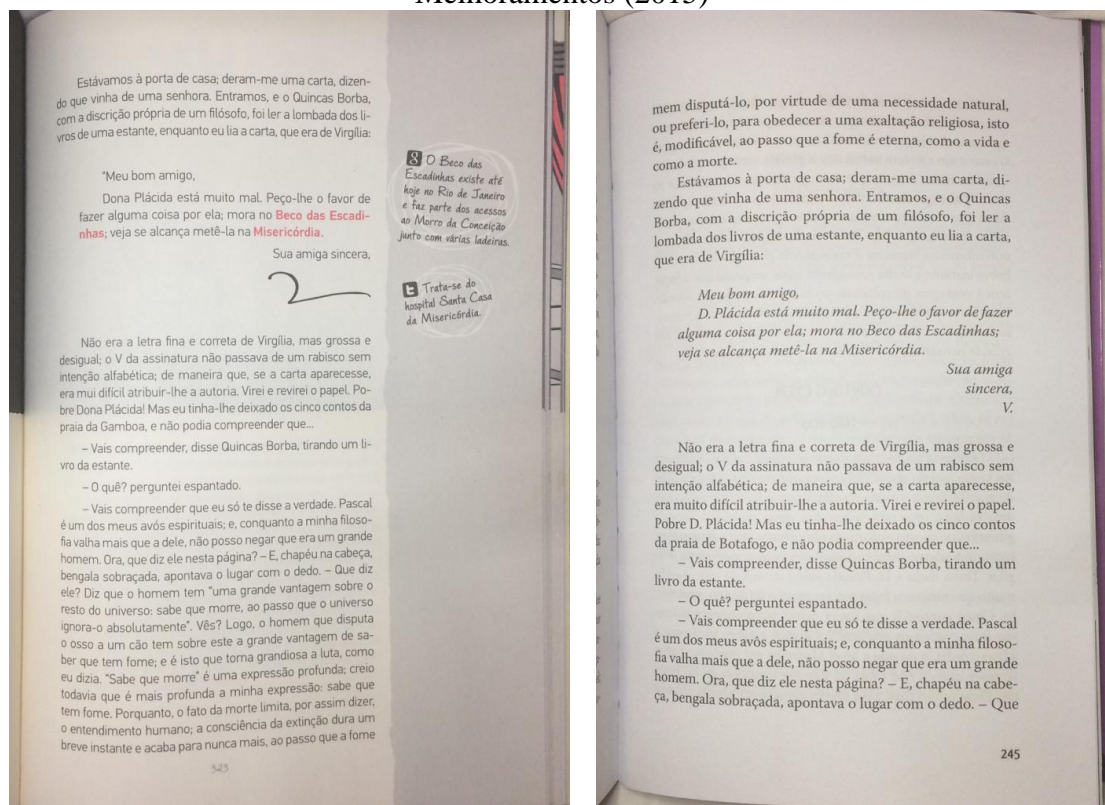 Melhoramentos (2015)
Estávamos à porta de casa; deram-me uma carta, dizen-
do que vinha de uma senhora. Entramos, e o Quincas Borba,
com a discrição própria de um filósofo, foi ler a lombada dos li-
vros de uma estante, enquanto eu lia a carta, que era de Virgília:
"Meu bom amigo,
Dona Plácida está muito mal. Peço-lhe o favor de
fazer alguma coisa por ela; mora no Beco das Escadi-
nhas; veja se alcança metê-la na Misericórdia.
Sua amiga sincera,
Não era a letra fina e correta de Virgília, mas grossa e
desigual; o V da assinatura não passava de um rabisco sem
intenção alfabética; de maneira que, se a carta aparecesse,
era mui difícil atribuir-lhe a autoria. Virei e revirei o papel. Po-
bre Dona Plácida! Mas eu tinha-lhe deixado os cinco contos da
praia da Gamboa, e não podia compreender que...
– Vais compreender, disse Quincas Borba, tirando um li-
vro da estante.
– O quê? perguntei espantado.
– Vais compreender que eu só te disse a verdade. Pascal
é um dos meus avós espirituais; e, conquanto a minha filoso-
fia valha mais que a dele, não posso negar que era um grande
homem. Ora, que diz ele nesta página? – E, chapéu na cabeça,
bengala sobraçada, apontava o lugar com o dedo. – Que diz
ele? Diz que o homem tem "uma grande vantagem sobre o
resto do universo: sabe que morre, ao passo que o universo
ignora-o absolutamente". Vês? Logo, o homem que disputa
o osso a um cão tem sobre este a grande vantagem de sa-
ber que tem fome; e é isto que torna grandiosa a luta, como
eu dizia. "Sabe que morre" é uma expressão profunda; creio
todavia que é mais profunda a minha expressão: sabe que
tem fome. Porquanto, o fato da morte limita, por assim dizer,
o entendimento humano; a consciência da extinção dura um
breve instante e acaba para nunca mais, ao passo que a fome
323
8 O Beco das
Escadinhas existe até
hoje no Rio de Janeiro
e faz parte dos acessos
ao Morro da Conceição
junto com várias ladeiras.
t Trata-se do
hospital Santa Casa
da Misericórdia.
mem disputá-lo, por virtude de uma necessidade natural,
ou preferi-lo, para obedecer a uma exaltação religiosa, isto
é, modificável, ao passo que a fome é eterna, como a vida e
como a morte.
Estávamos à porta de casa; deram-me uma carta, di-
zendo que vinha de uma senhora. Entramos, e o Quincas
Borba, com a discrição própria de um filósofo, foi ler a
lombada dos livros de uma estante, enquanto eu lia a carta,
que era de Virgília:
Meu bom amigo,
D. Plácida está muito mal. Peço-lhe o favor de fazer
alguma coisa por ela; mora no Beco das Escadinhas;
veja se alcança metê-la na Misericórdia.
Sua amiga
sincera,
V.
Não era a letra fina e correta de Virgília, mas grossa e
desigual; o V da assinatura não passava de um rabisco sem
intenção alfabética; de maneira que, se a carta aparecesse,
era muito difícil atribuir-lhe a autoria. Virei e revirei o papel.
Pobre D. Plácida! Mas eu tinha-lhe deixado os cinco contos
da praia de Botafogo, e não podia compreender que...
– Vais compreender, disse Quincas Borba, tirando um
livro da estante.
– O quê? perguntei espantado.
– Vais compreender que eu só te disse a verdade. Pascal
é um dos meus avós espirituais; e, conquanto a minha filoso-
fia valha mais que a dele, não posso negar que era um grande
homem. Ora, que diz ele nesta página? – E, chapéu na cabe-
ça, bengala sobraçada, apontava o lugar com o dedo. – Que
245